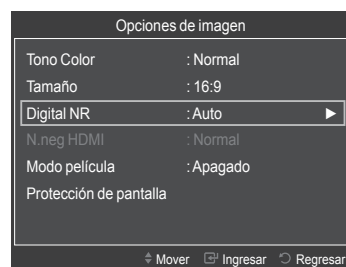 Opciones de imagen
Tono Color : Normal
Tamaño : 16:9
Digital NR : Auto ►
N.neg HDMI : Normal
Modo película : Apagado
Protección de pantalla
Mover Ingresar Regresar